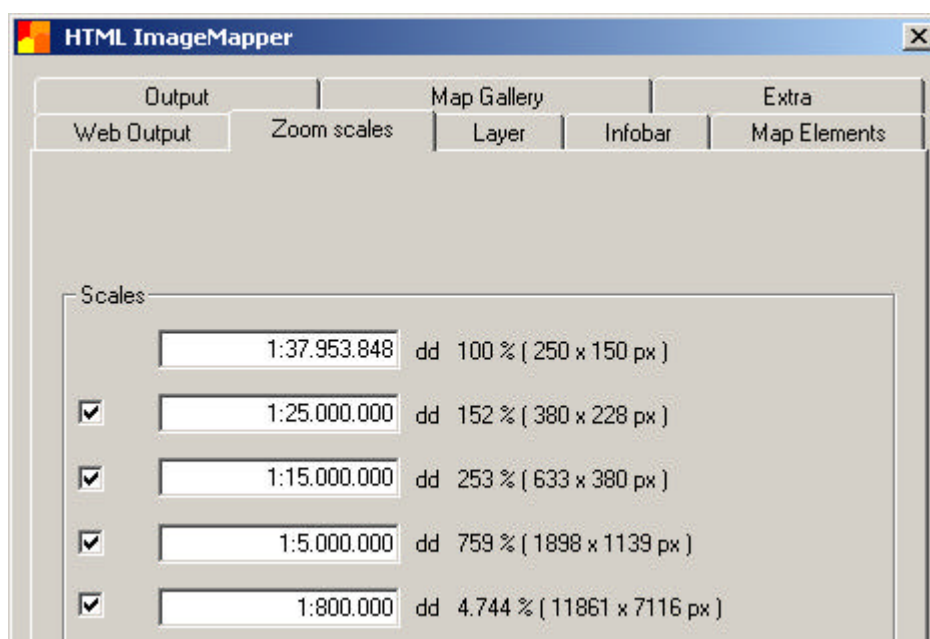 HTML ImageMapper
Output Map Gallery Extra
Web Output Zoom scales Layer Infobar Map Elements
Scales
1:37.953.848 dd 100 % ( 250 x 150 px )
1:25.000.000 dd 152 % ( 380 x 228 px )
1:15.000.000 dd 253 % ( 633 x 380 px )
1:5.000.000 dd 759 % ( 1898 x 1139 px )
1:800.000 dd 4.744 % ( 11861 x 7116 px )